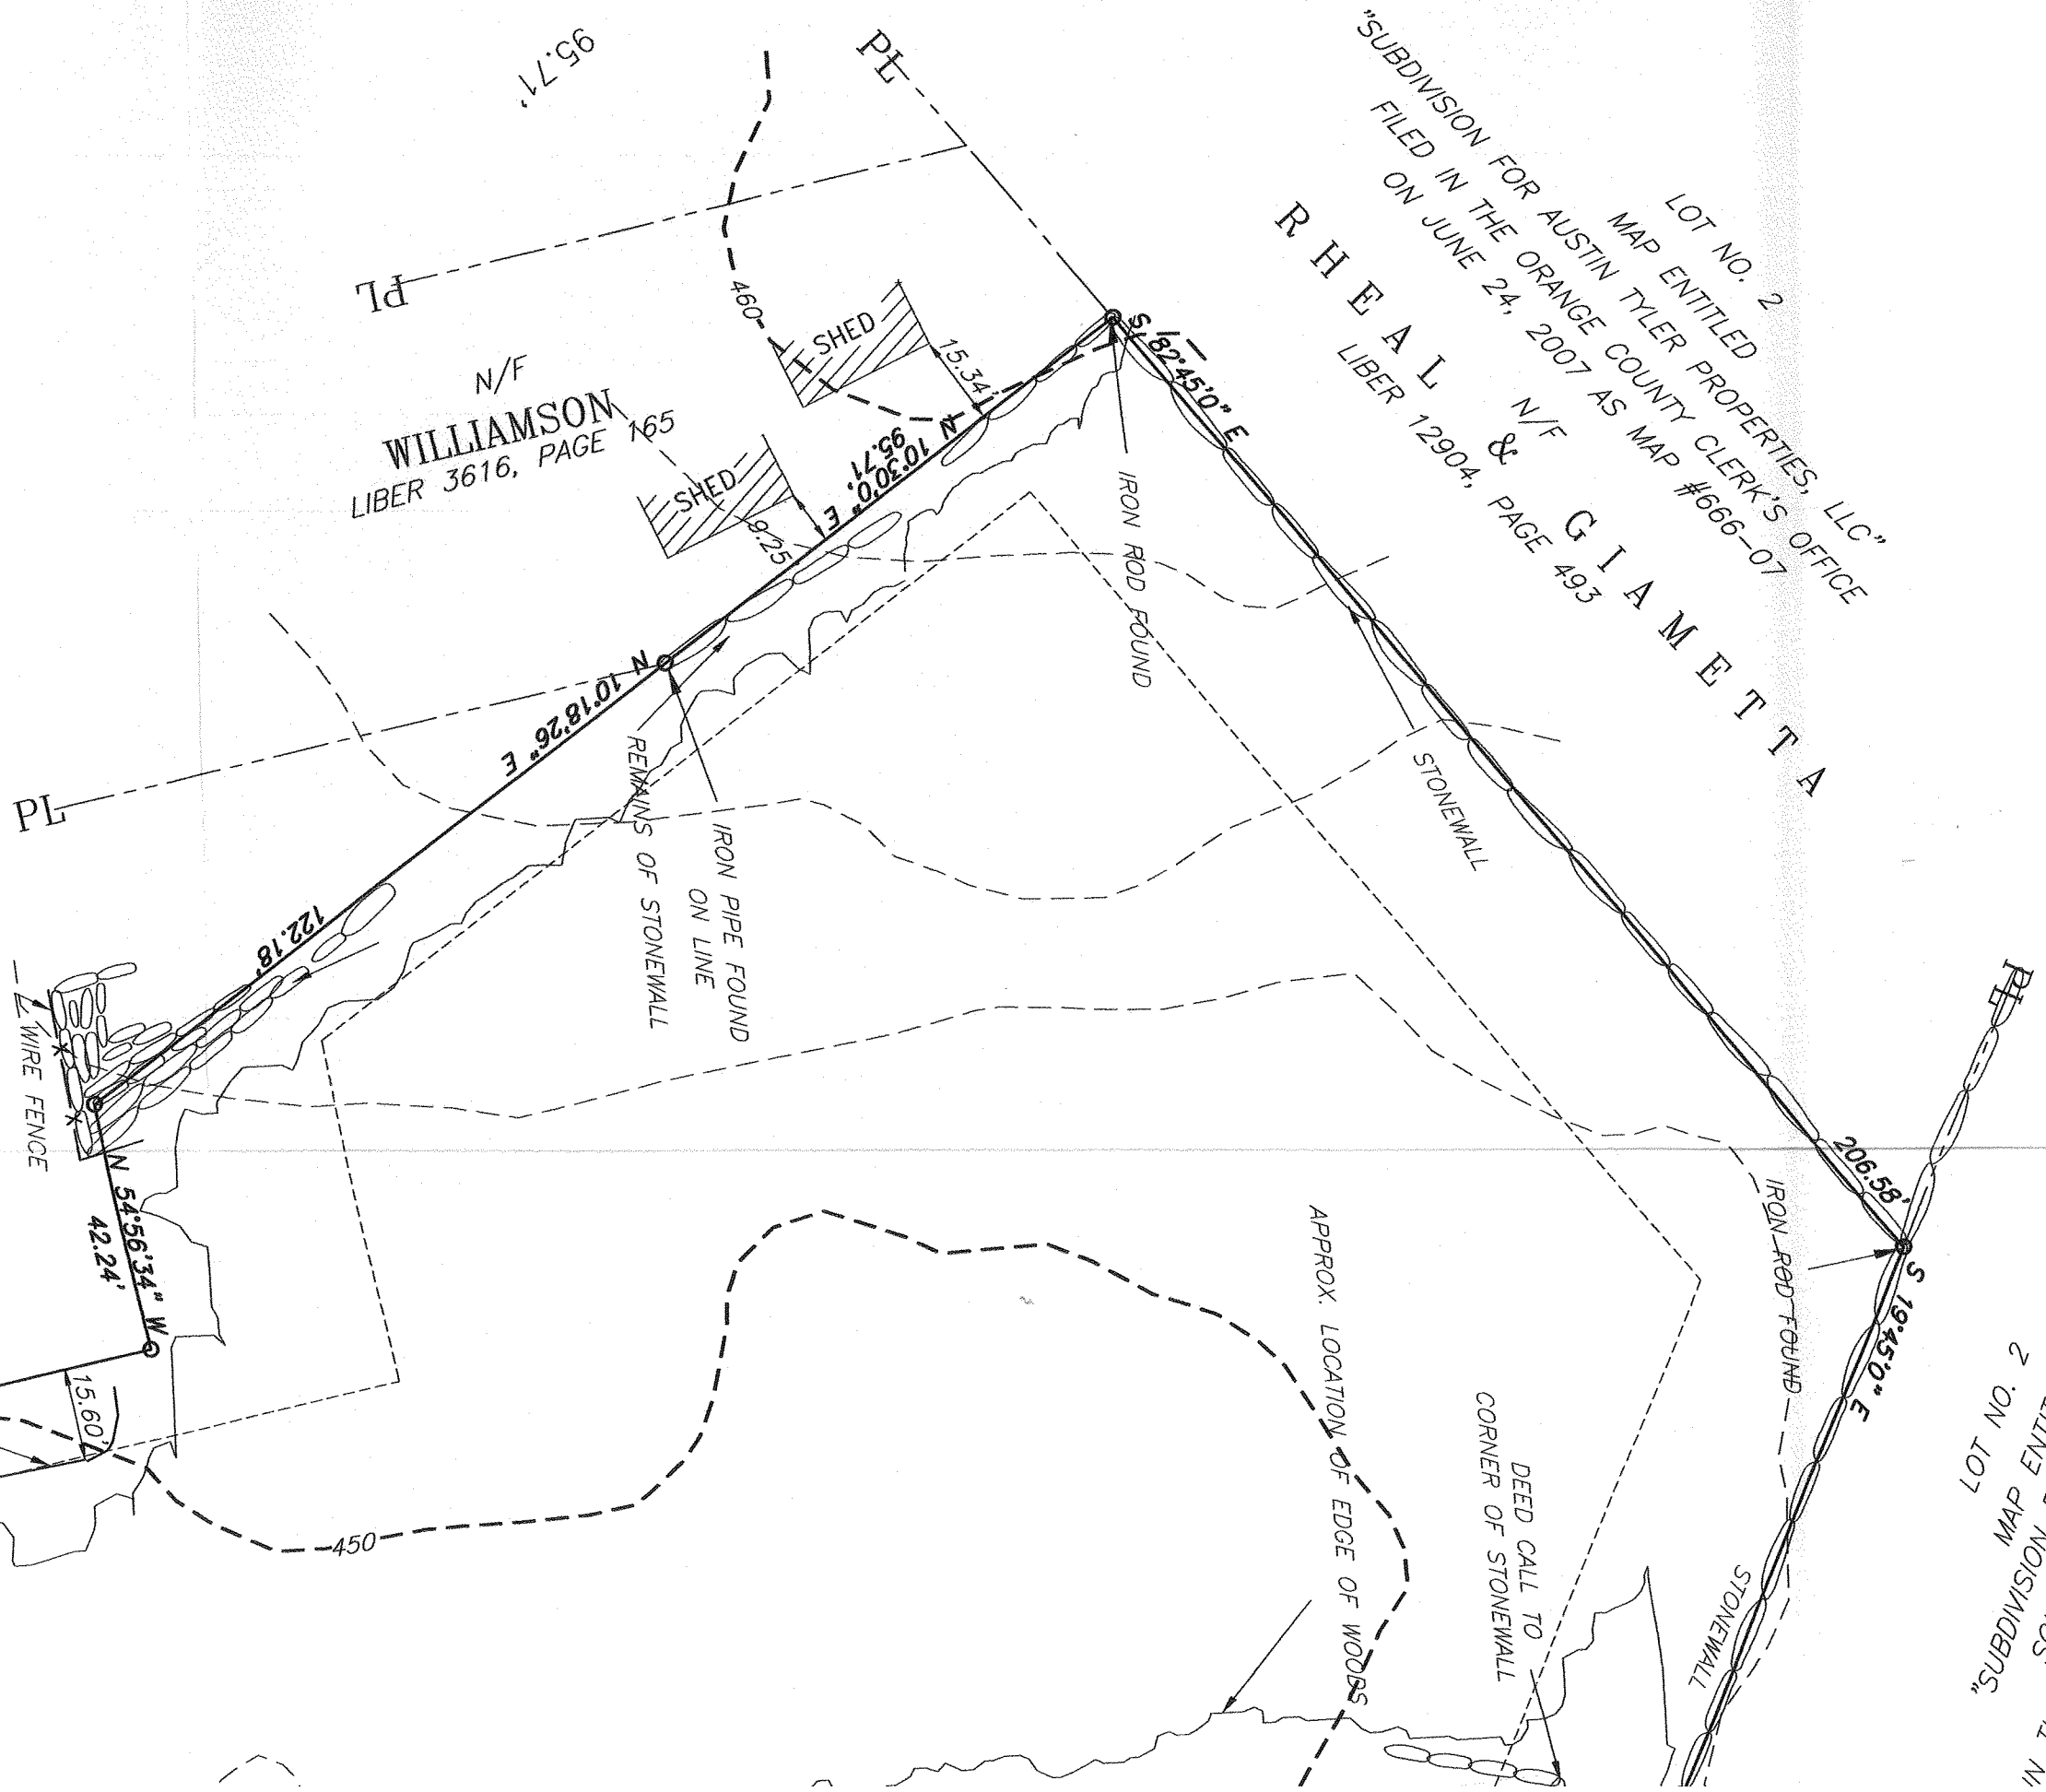 95.71'
PL
LOT NO. 2
MAP ENTITLED
"SUBDIVISION FOR AUSTIN TYLER PROPERTIES, LLC"
FILED IN THE ORANGE COUNTY CLERK'S OFFICE
ON JUNE 24, 2007 AS MAP #666-07
N/F
RHEAL & GIAMETTA
LIBER 12904, PAGE 493
PL
460
SHED
15.34'
S 82°45'0" E
N/F
WILLIAMSON
LIBER 3616, PAGE 165
SHED
9.25'
N 10°30'0" E
95.71'
IRON ROD FOUND
N 10°18'26" E
122.18'
PL
REMAINS OF STONEWALL
IRON PIPE FOUND
ON LINE
STONEWALL
PL
206.58'
IRON ROD FOUND
S 19°45'0" E
WIRE FENCE
N 54°56'34" W
42.24'
15.60'
450
APPROX. LOCATION OF EDGE OF WOODS
DEED CALL TO
CORNER OF STONEWALL
STONEWALL
LOT NO. 2
MAP ENTIT
"SUBDIVISION
IN